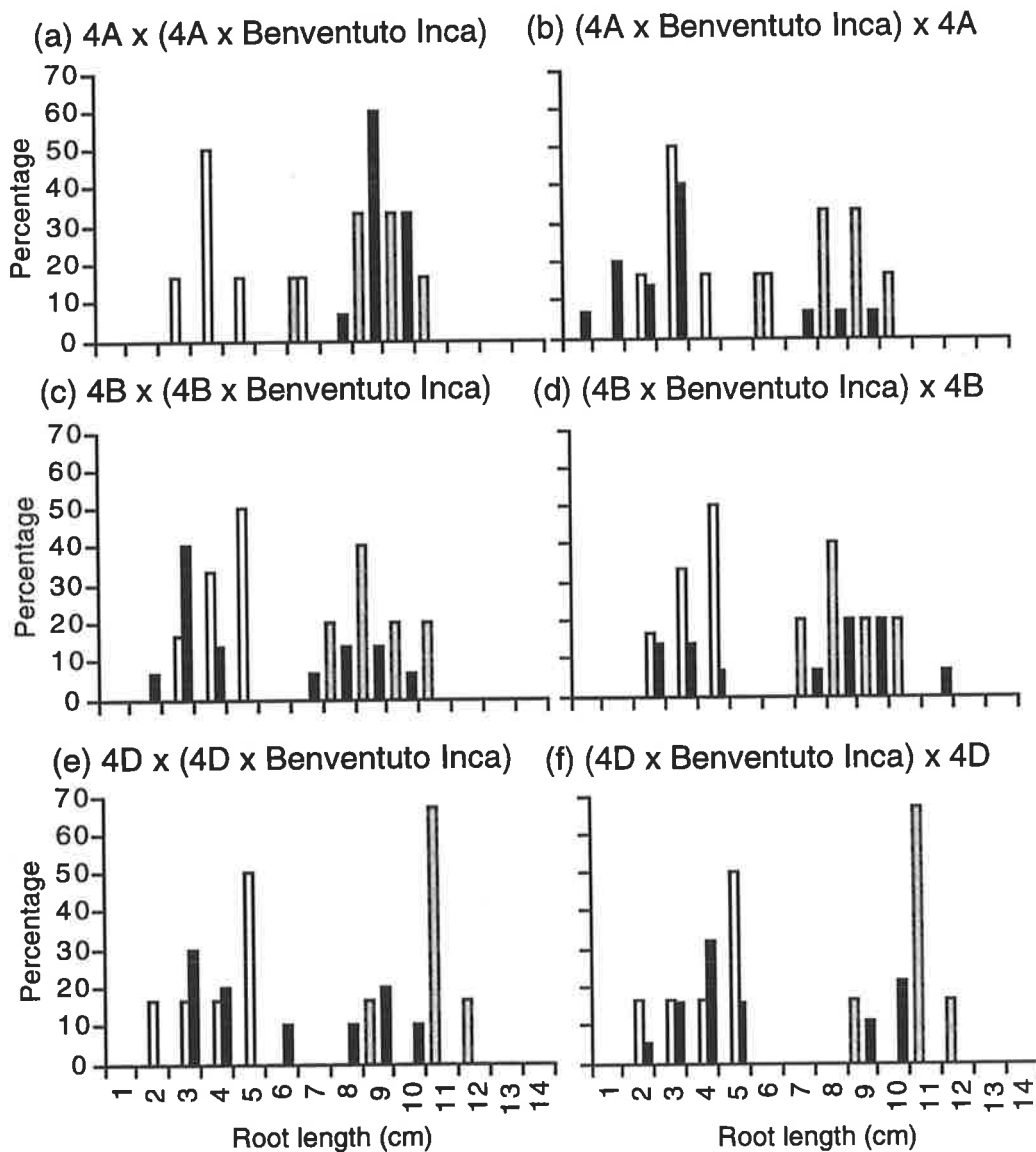 (a) 4A x (4A x Benventuto Inca)
(b) (4A x Benventuto Inca) x 4A
Percentage
70
60
50
40
30
20
10
0
(c) 4B x (4B x Benventuto Inca)
(d) (4B x Benventuto Inca) x 4B
Percentage
70
60
50
40
30
20
10
0
(e) 4D x (4D x Benventuto Inca)
(f) (4D x Benventuto Inca) x 4D
Percentage
70
60
50
40
30
20
10
0
1 2 3 4 5 6 7 8 9 10 11 12 13 14
1 2 3 4 5 6 7 8 9 10 11 12 13 14
Root length (cm)
Root length (cm)